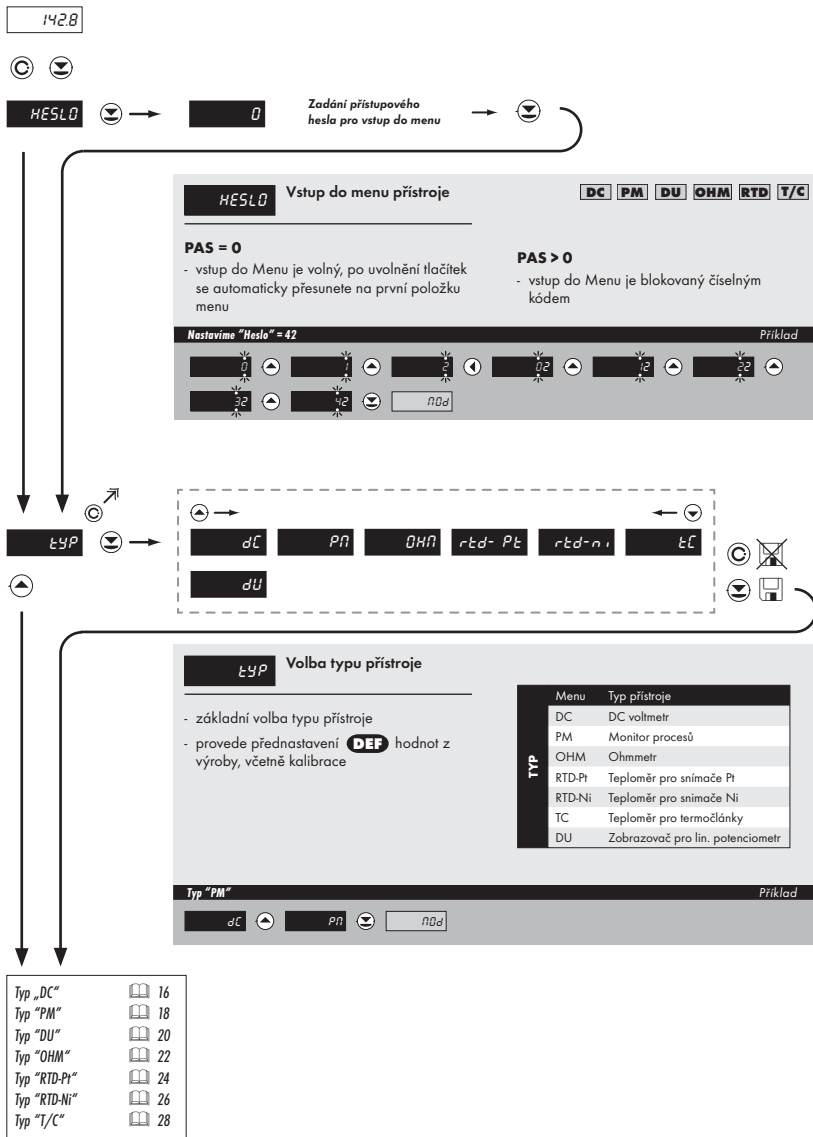 142.8
HESLO
0
Zadání přístupového
hesla pro vstup do menu
HESLO
Vstup do menu přístroje
DC PM DU OHM RTD T/C
PAS = 0
- vstup do Menu je volný, po uvolnění tlačítek
se automaticky přesunete na první položku
menu
PAS > 0
- vstup do Menu je blokovaný číselným
kódem
Nastavíme "Heslo" = 42
Příklad
0 1 2 02 12 22
32 42 MOd
tYP
dC PM OHM rtd-Pt rtd-ni tC
dU
tYP
Volba typu přístroje
- základní volba typu přístroje
- provede přednastavení DEF hodnot z
výroby, včetně kalibrace
TYP
Menu Typ přístroje
DC DC voltmetr
PM Monitor procesů
OHM Ohmmetr
RTD-Pt Teploměr pro snímače Pt
RTD-Ni Teploměr pro snimače Ni
TC Teploměr pro termočlánky
DU Zobrazovač pro lin. potenciometr
Typ "PM"
Příklad
dC PM MOd
Typ „DC" 16
Typ "PM" 18
Typ "DU" 20
Typ "OHM" 22
Typ "RTD-Pt" 24
Typ "RTD-Ni" 26
Typ "T/C" 28